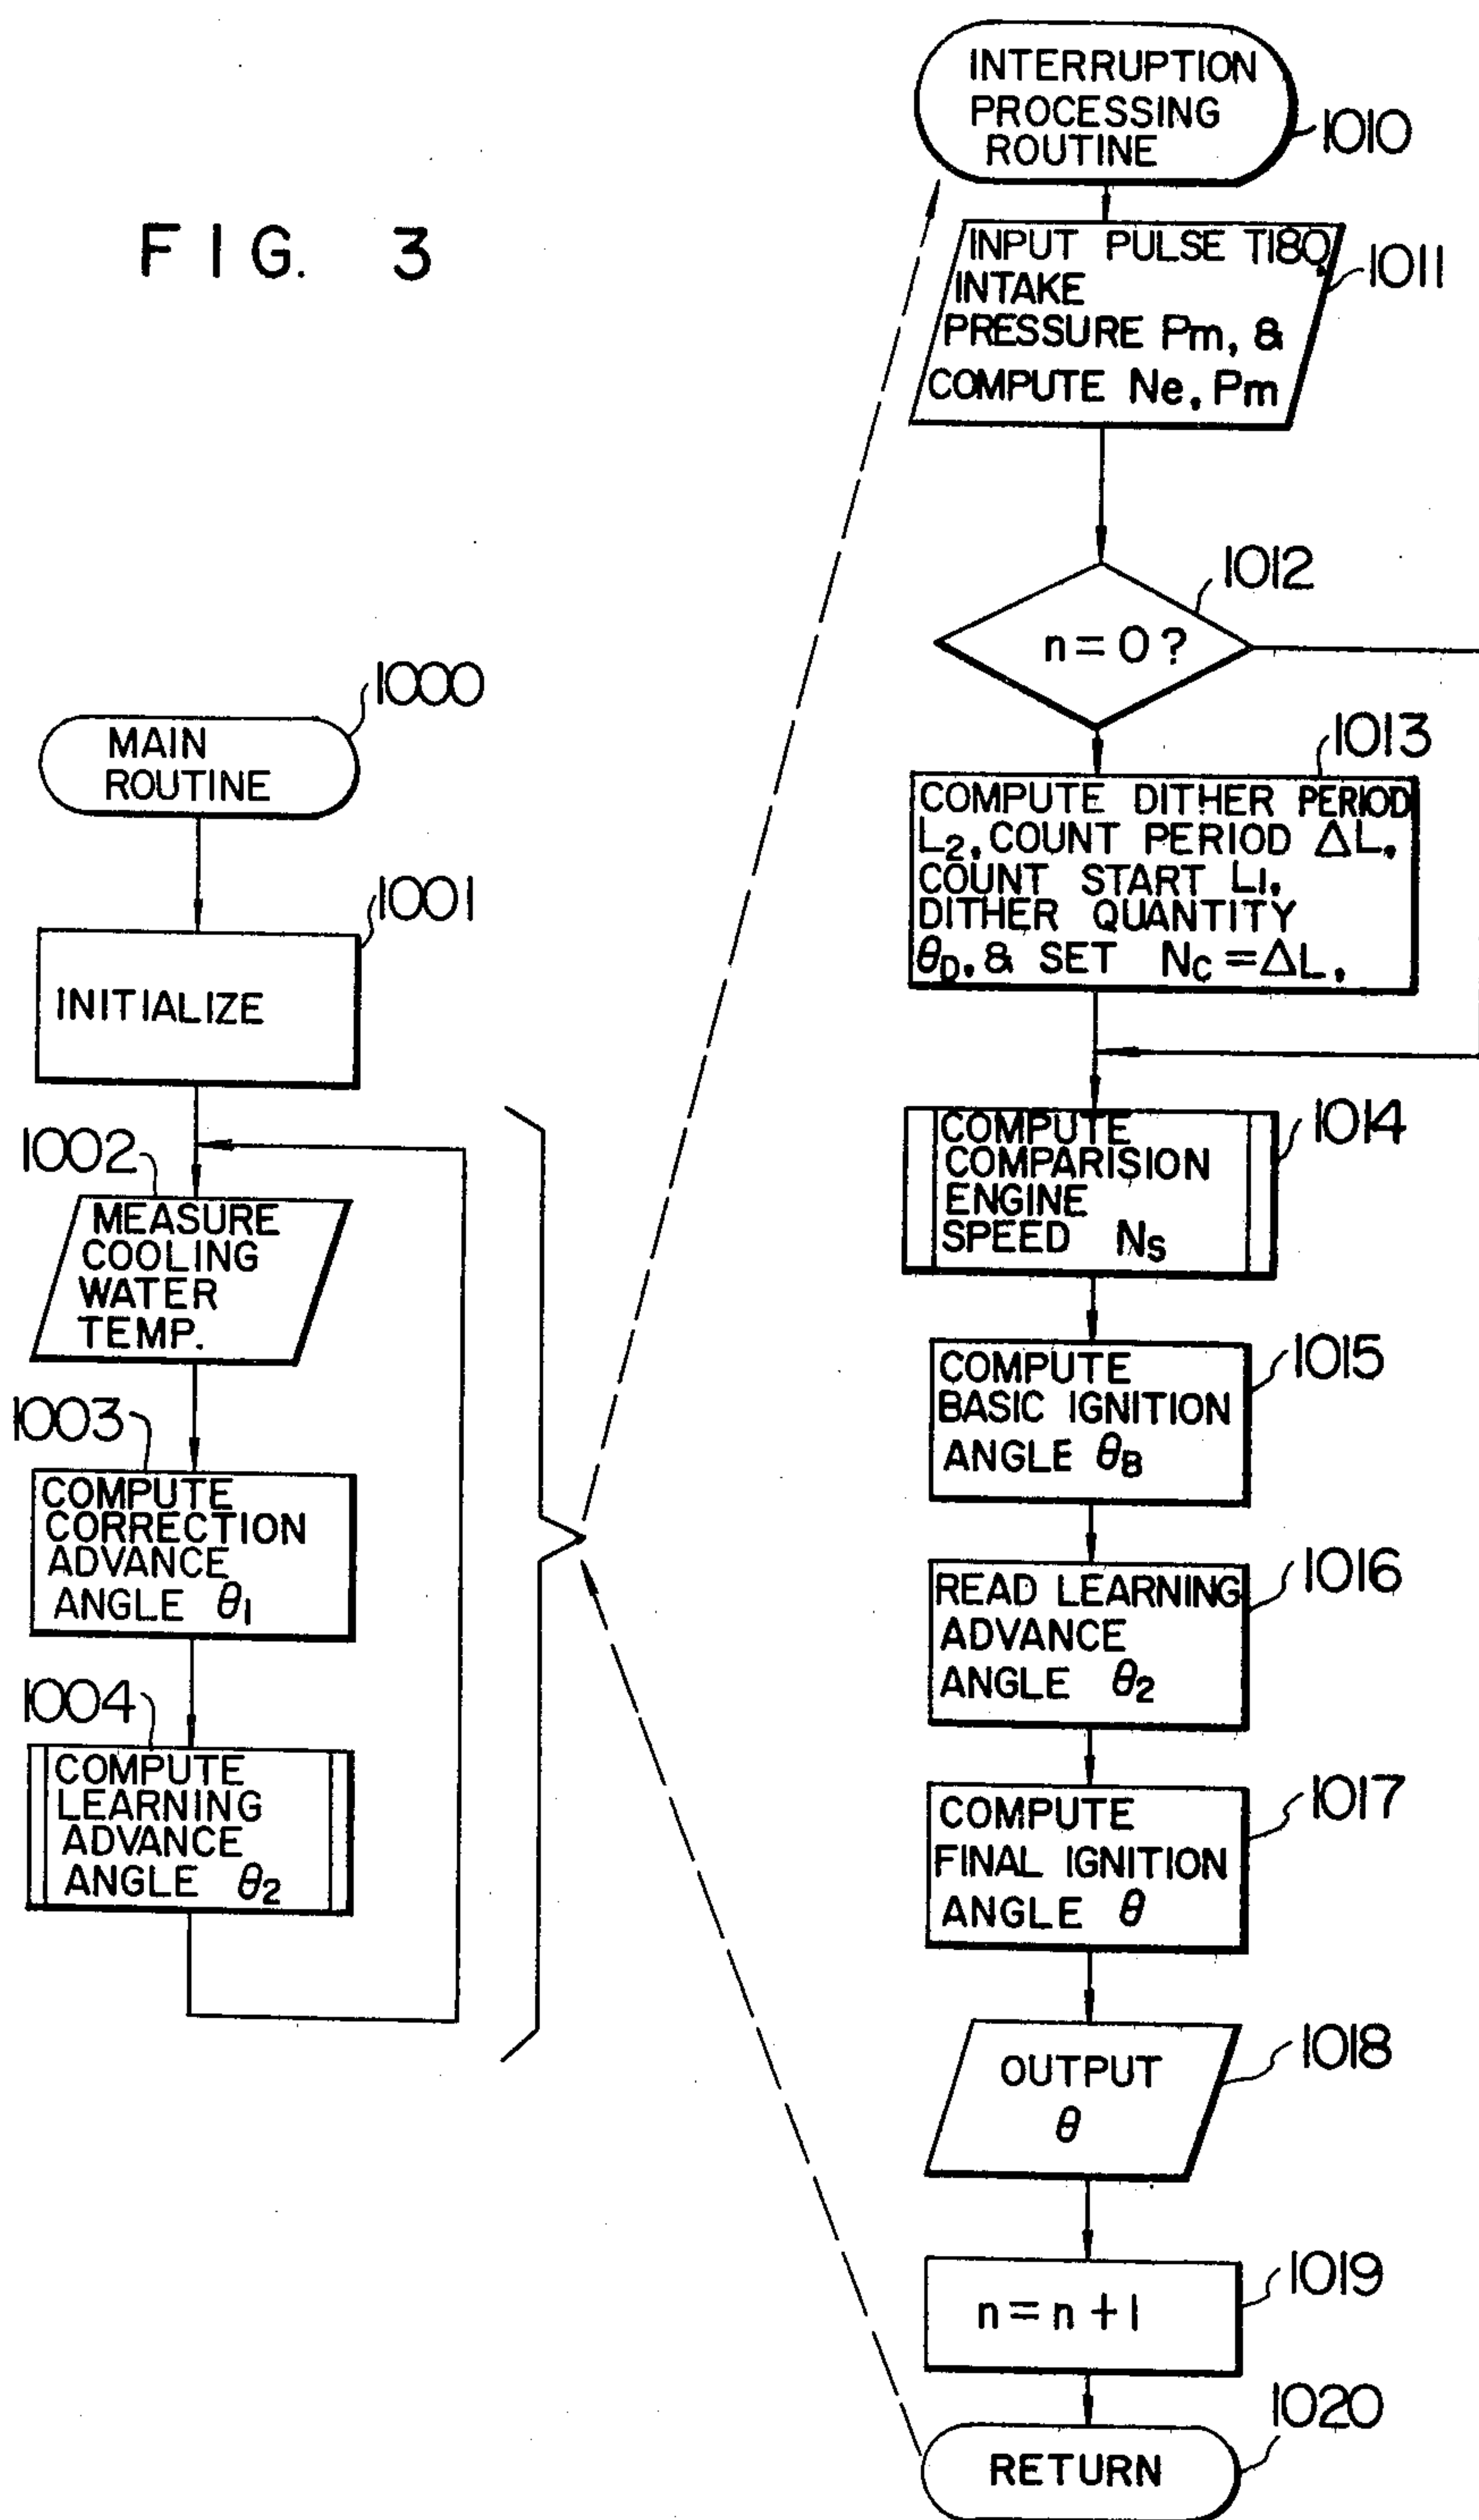 FIG. 3
MAIN
ROUTINE
1000
1001
INITIALIZE
1002
MEASURE
COOLING
WATER
TEMP.
1003
COMPUTE
CORRECTION
ADVANCE
ANGLE θ1
1004
COMPUTE
LEARNING
ADVANCE
ANGLE θ2
INTERRUPTION
PROCESSING
ROUTINE
1010
INPUT PULSE T180,
INTAKE
PRESSURE Pm, &
COMPUTE Ne, Pm
1011
1012
n=0?
1013
COMPUTE DITHER PERIOD
L2, COUNT PERIOD ΔL,
COUNT START L1,
DITHER QUANTITY
θD, & SET Nc=ΔL,
1014
COMPUTE
COMPARISION
ENGINE
SPEED Ns
1015
COMPUTE
BASIC IGNITION
ANGLE θB
1016
READ LEARNING
ADVANCE
ANGLE θ2
1017
COMPUTE
FINAL IGNITION
ANGLE θ
1018
OUTPUT
θ
1019
n=n+1
1020
RETURN